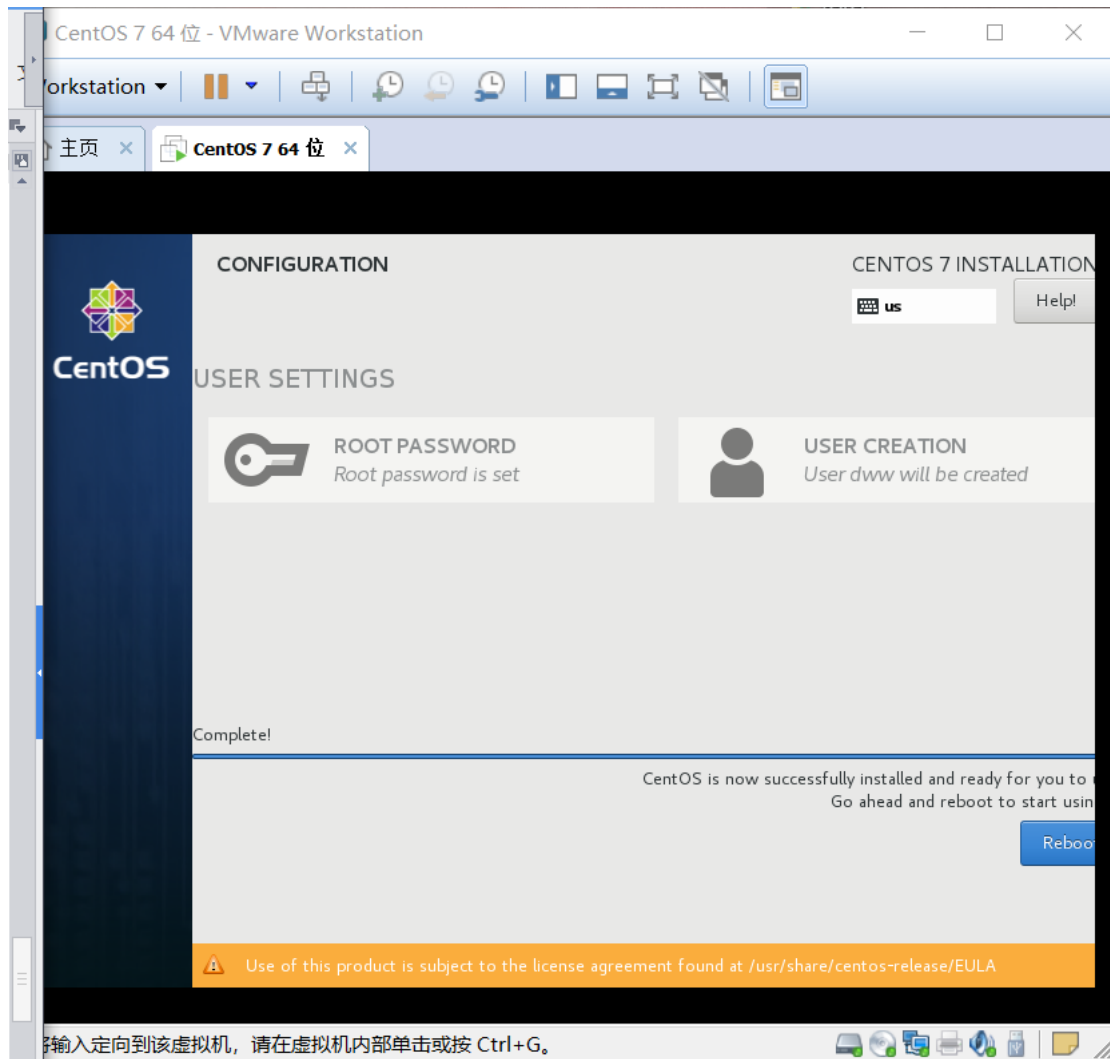 CentOS 7 64 位 - VMware Workstation
Workstation
主页
CentOS 7 64 位
CONFIGURATION
CENTOS 7 INSTALLATION
us
Help!
CentOS
USER SETTINGS
ROOT PASSWORD
Root password is set
USER CREATION
User dww will be created
Complete!
CentOS is now successfully installed and ready for you to
Go ahead and reboot to start usin
Reboo
Use of this product is subject to the license agreement found at /usr/share/centos-release/EULA
输入定向到该虚拟机，请在虚拟机内部单击或按 Ctrl+G。